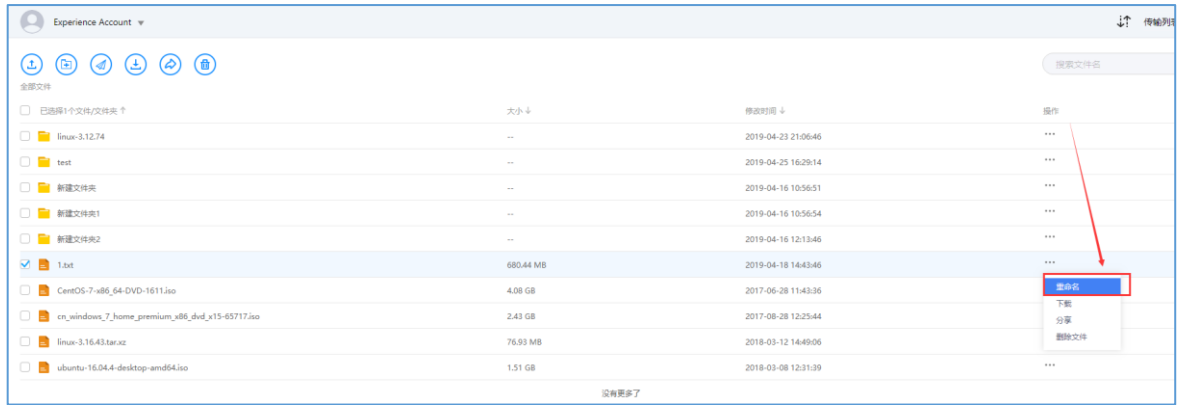 Experience Account
传输列表
搜索文件名
全部文件
已选择1个文件/文件夹 大小 修改时间 操作
linux-3.12.74 -- 2019-04-23 21:06:46 ...
test -- 2019-04-25 16:29:14 ...
新建文件夹 -- 2019-04-16 10:56:51 ...
新建文件夹1 -- 2019-04-16 10:56:54 ...
新建文件夹2 -- 2019-04-16 12:13:46 ...
1.txt 680.44 MB 2019-04-18 14:43:46 ...
CentOS-7-x86_64-DVD-1611.iso 4.08 GB 2017-06-28 11:43:36
重命名
下载
cn_windows_7_home_premium_x86_dvd_x15-65717.iso 2.43 GB 2017-08-28 12:25:44
分享
删除文件
linux-3.16.43.tar.xz 76.93 MB 2018-03-12 14:49:06
ubuntu-16.04.4-desktop-amd64.iso 1.51 GB 2018-03-08 12:31:39 ...
没有更多了